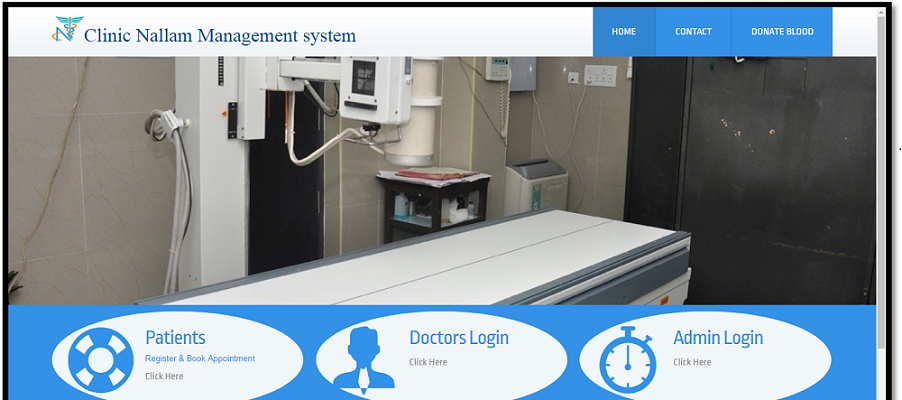 Clinic Nallam Management system
HOME
CONTACT
DONATE BLOOD
Patients
Register & Book Appointment
Click Here
Doctors Login
Click Here
Admin Login
Click Here